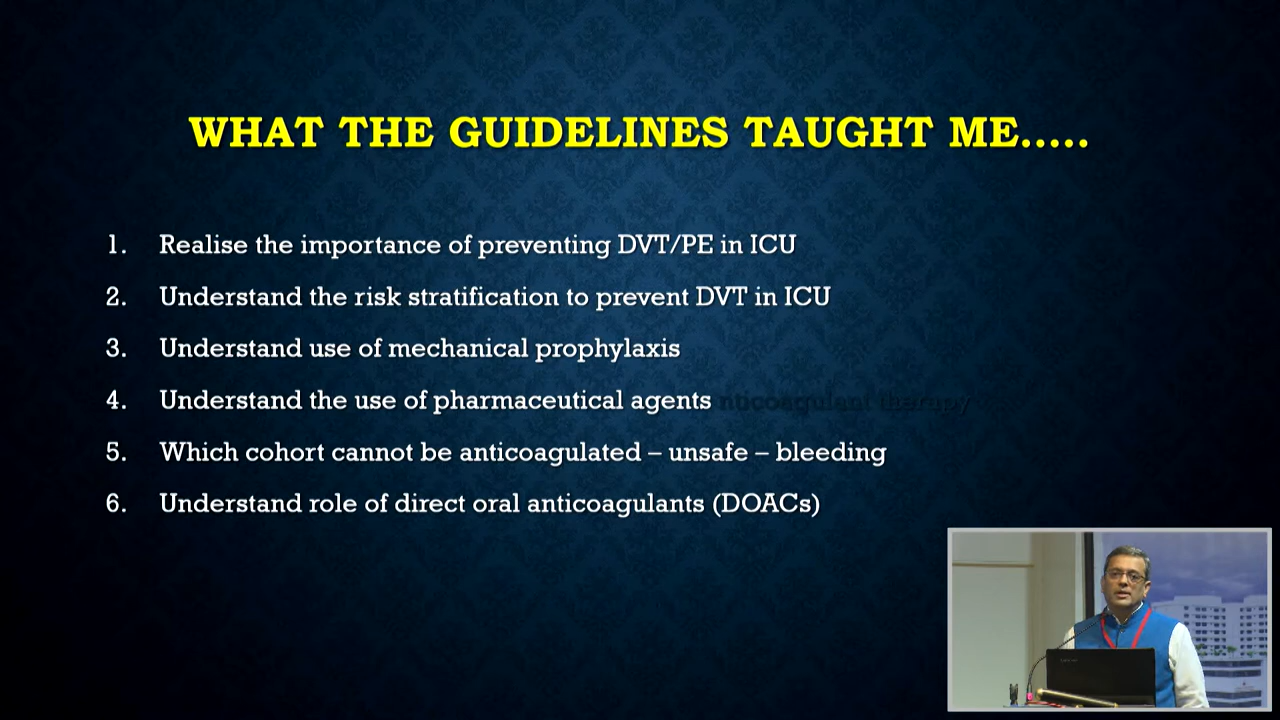 WHAT THE GUIDELINES TAUGHT ME.....
1. Realise the importance of preventing DVT/PE in ICU
2. Understand the risk stratification to prevent DVT in ICU
3. Understand use of mechanical prophylaxis
4. Understand the use of pharmaceutical agents
5. Which cohort cannot be anticoagulated – unsafe – bleeding
6. Understand role of direct oral anticoagulants (DOACs)